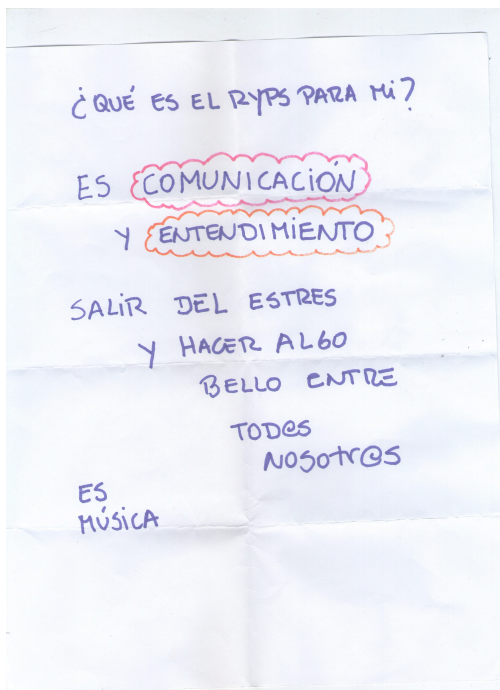 ¿QUÉ ES EL RYPS PARA Mi?
ES COMUNICACIÓN
Y ENTENDIMIENTO
SALIR DEL ESTRES
Y HACER ALGO
BELLO ENTRE
TOD@S
NOSOTR@S
ES
MÚSICA